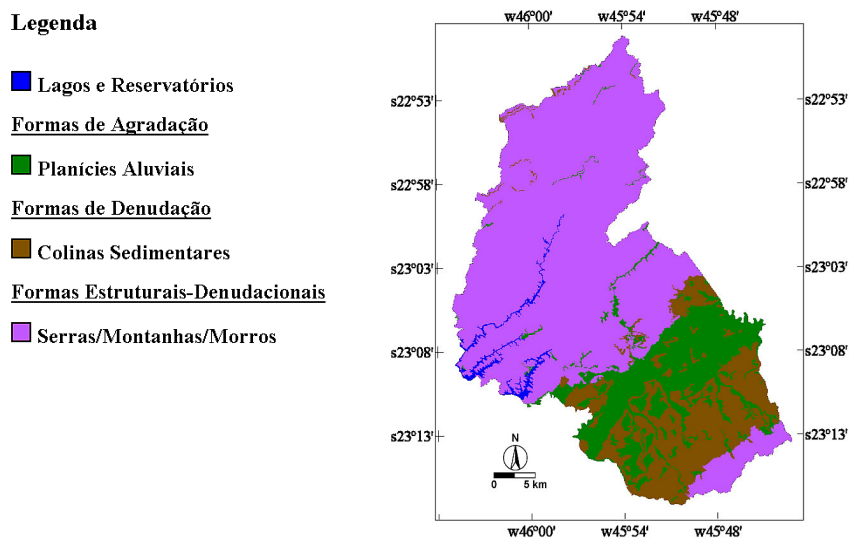 Legenda
Lagos e Reservatórios
Formas de Agradação
Planícies Aluviais
Formas de Denudação
Colinas Sedimentares
Formas Estruturais-Denudacionais
Serras/Montanhas/Morros
w46°00' w45°54' w45°48'
s22°53' s22°53'
s22°58' s22°58'
s23°03' s23°03'
s23°08' s23°08'
s23°13' s23°13'
N
0 5 km
w46°00' w45°54' w45°48'